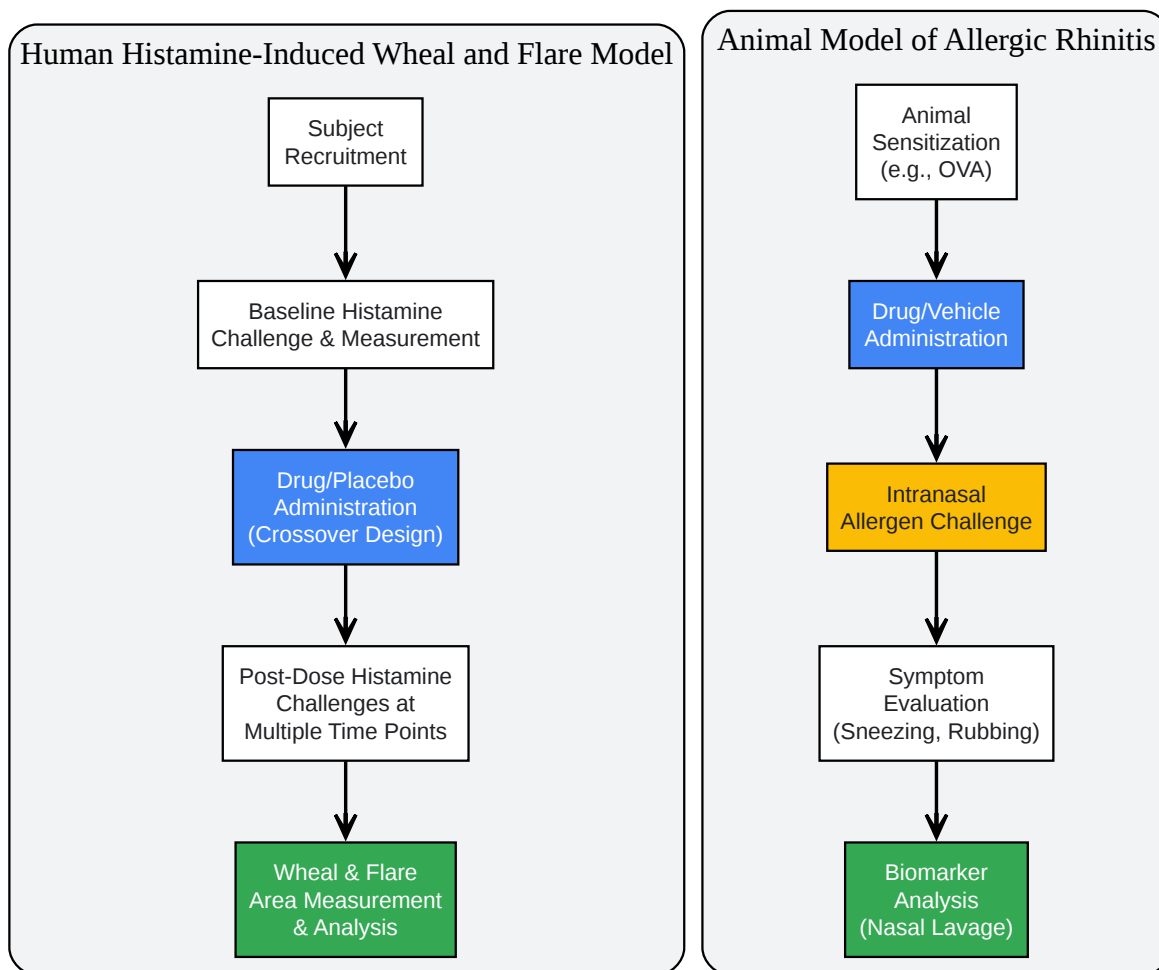 Human Histamine-Induced Wheal and Flare Model
Subject
Recruitment
Baseline Histamine
Challenge & Measurement
Drug/Placebo
Administration
(Crossover Design)
Post-Dose Histamine
Challenges at
Multiple Time Points
Wheal & Flare
Area Measurement
& Analysis
Animal Model of Allergic Rhinitis
Animal
Sensitization
(e.g., OVA)
Drug/Vehicle
Administration
Intranasal
Allergen Challenge
Symptom
Evaluation
(Sneezing, Rubbing)
Biomarker
Analysis
(Nasal Lavage)